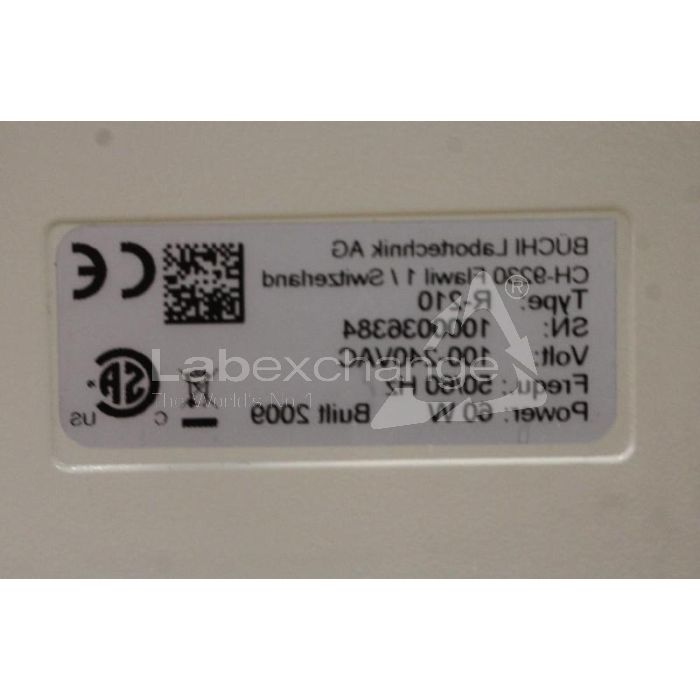 BÜCHI Labortechnik AG
CH-9230 Flawil 1 / Switzerland
Type: R-210
SN: 1000036384
Volt: 100-240VAC
Frequ.: 50/60 Hz
Power: 60 W Built 2009
CE
SA
C US
®
Labexchange
The World's No. 1